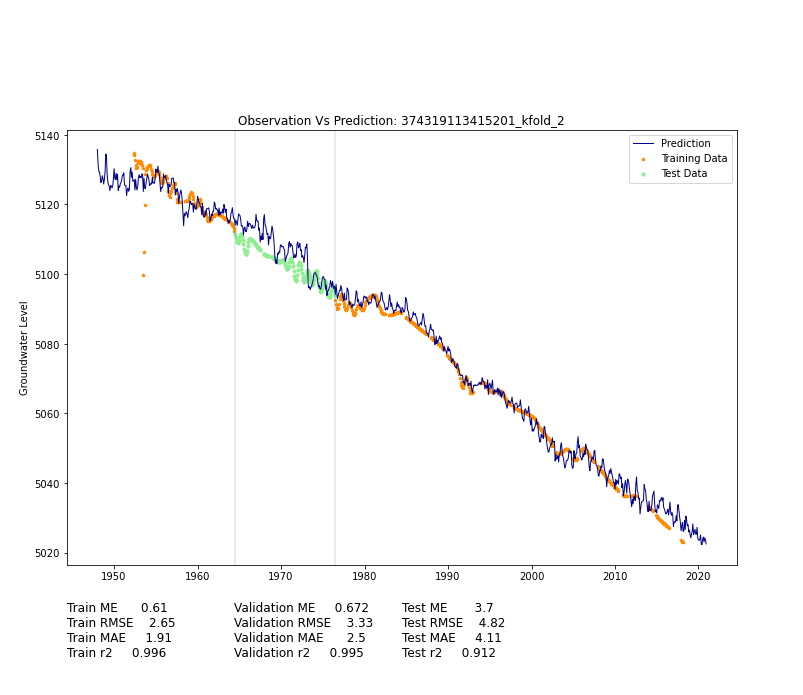 Observation Vs Prediction: 374319113415201_kfold_2
5140
5120
5100
5080
5060
5040
5020
Groundwater Level
Prediction
Training Data
Test Data
1950 1960 1970 1980 1990 2000 2010 2020
Train ME 0.61 Validation ME 0.672 Test ME 3.7
Train RMSE 2.65 Validation RMSE 3.33 Test RMSE 4.82
Train MAE 1.91 Validation MAE 2.5 Test MAE 4.11
Train r2 0.996 Validation r2 0.995 Test r2 0.912